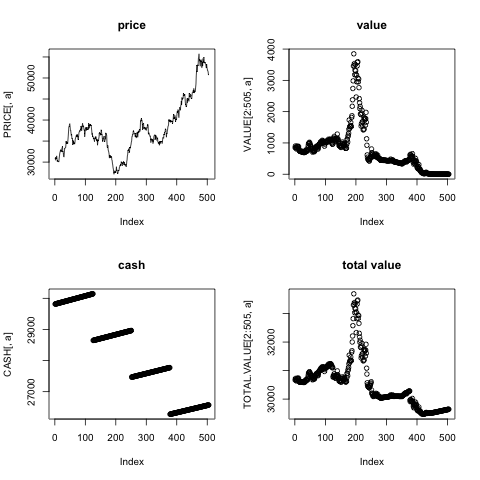 price
PRICE[, a]
30000 40000 50000
0 100 200 300 400 500
Index
value
VALUE[2:505, a]
0 1000 2000 3000 4000
0 100 200 300 400 500
Index
cash
CASH[, a]
27000 29000
0 100 200 300 400 500
Index
total value
TOTAL.VALUE[2:505, a]
30000 32000
0 100 200 300 400 500
Index